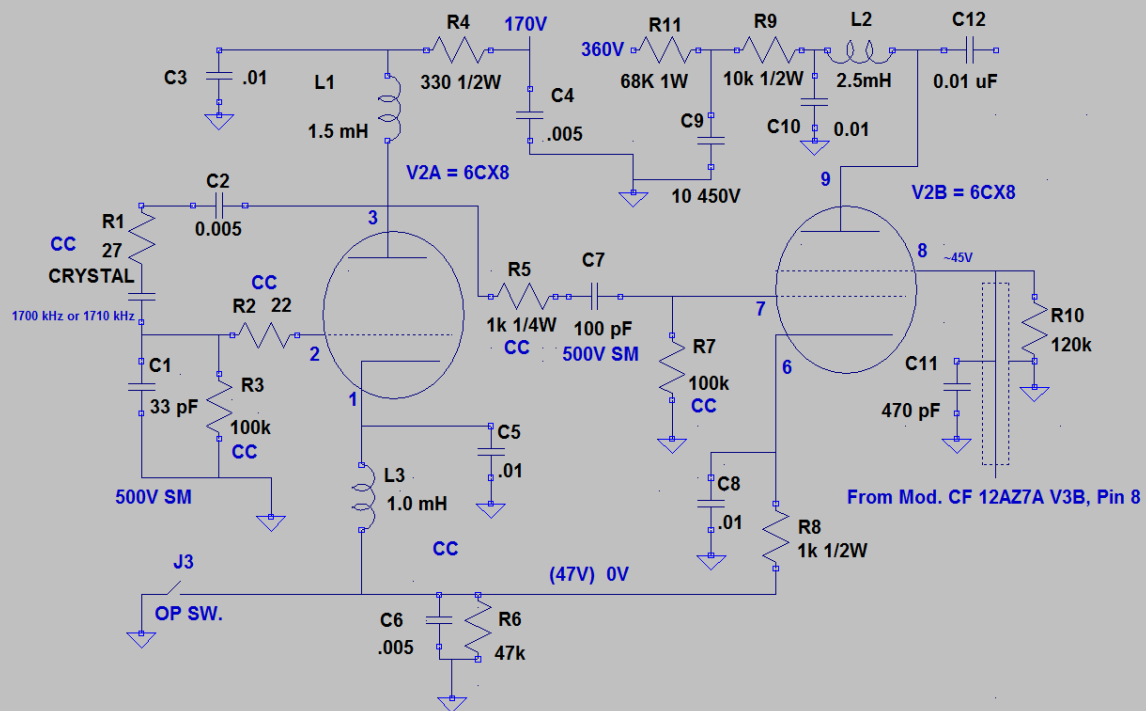 R4
170V
330 1/2W
C3
.01
L1
1.5 mH
C4
.005
360V
R11
68K 1W
R9
10k 1/2W
L2
2.5mH
C12
0.01 uF
C9
10 450V
C10
0.01
V2A = 6CX8
9
V2B = 6CX8
C2
0.005
R1
27
CC
CRYSTAL
1700 kHz or 1710 kHz
3
CC
R2
22
2
R5
1k 1/4W
CC
C7
100 pF
500V SM
7
8
~45V
R10
120k
C1
33 pF
500V SM
R3
100k
CC
1
R7
100k
CC
6
C11
470 pF
C5
.01
L3
1.0 mH
CC
C8
.01
R8
1k 1/2W
From Mod. CF 12AZ7A V3B, Pin 8
J3
OP SW.
(47V) 0V
C6
.005
R6
47k